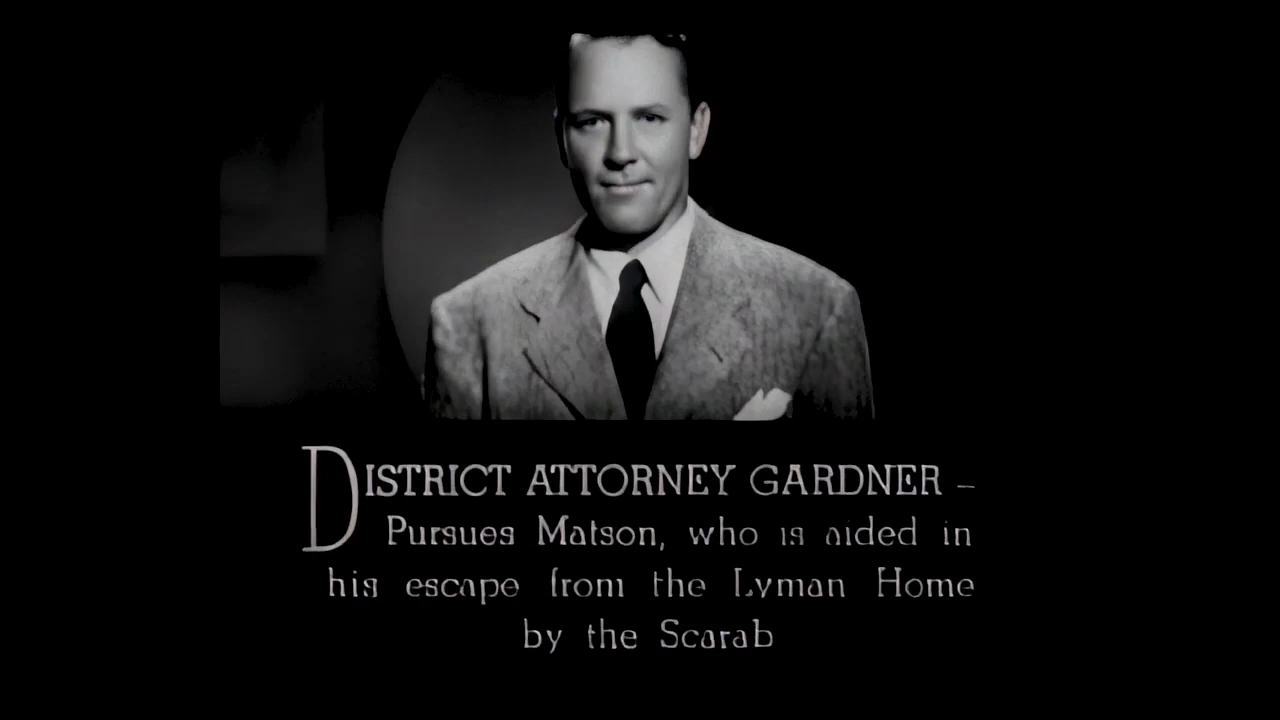 DISTRICT ATTORNEY GARDNER –
Pursues Matson, who is aided in
his escape from the Lyman Home
by the Scarab